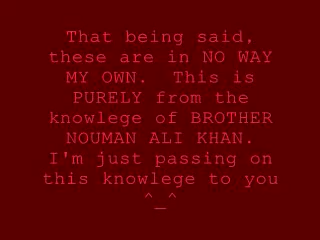 That being said,
these are in NO WAY
MY OWN.  This is
PURELY from the
knowlege of BROTHER
NOUMAN ALI KHAN.
I'm just passing on
this knowlege to you
^_^